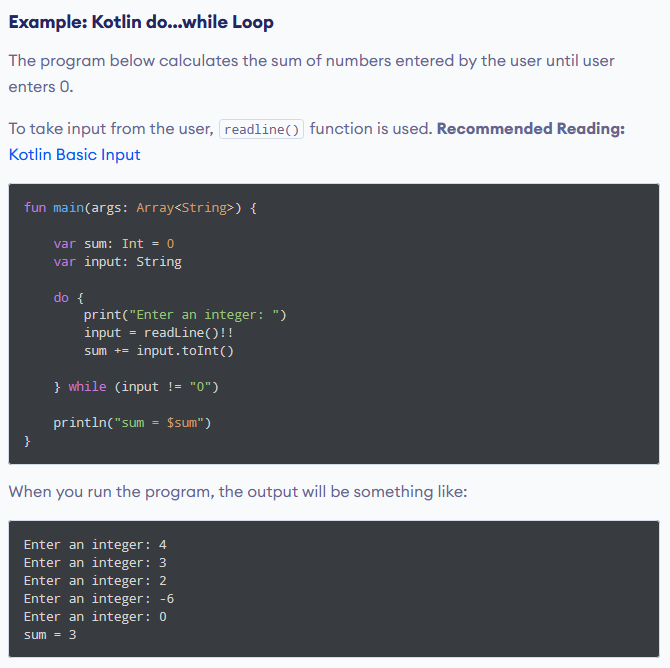 Example: Kotlin do...while Loop
The program below calculates the sum of numbers entered by the user until user
enters 0.
To take input from the user, readline() function is used. Recommended Reading:
Kotlin Basic Input
fun main(args: Array<String>) {
    var sum: Int = 0
    var input: String
    do {
        print("Enter an integer: ")
        input = readLine()!!
        sum += input.toInt()
    } while (input != "0")
    println("sum = $sum")
}
When you run the program, the output will be something like:
Enter an integer: 4
Enter an integer: 3
Enter an integer: 2
Enter an integer: -6
Enter an integer: 0
sum = 3